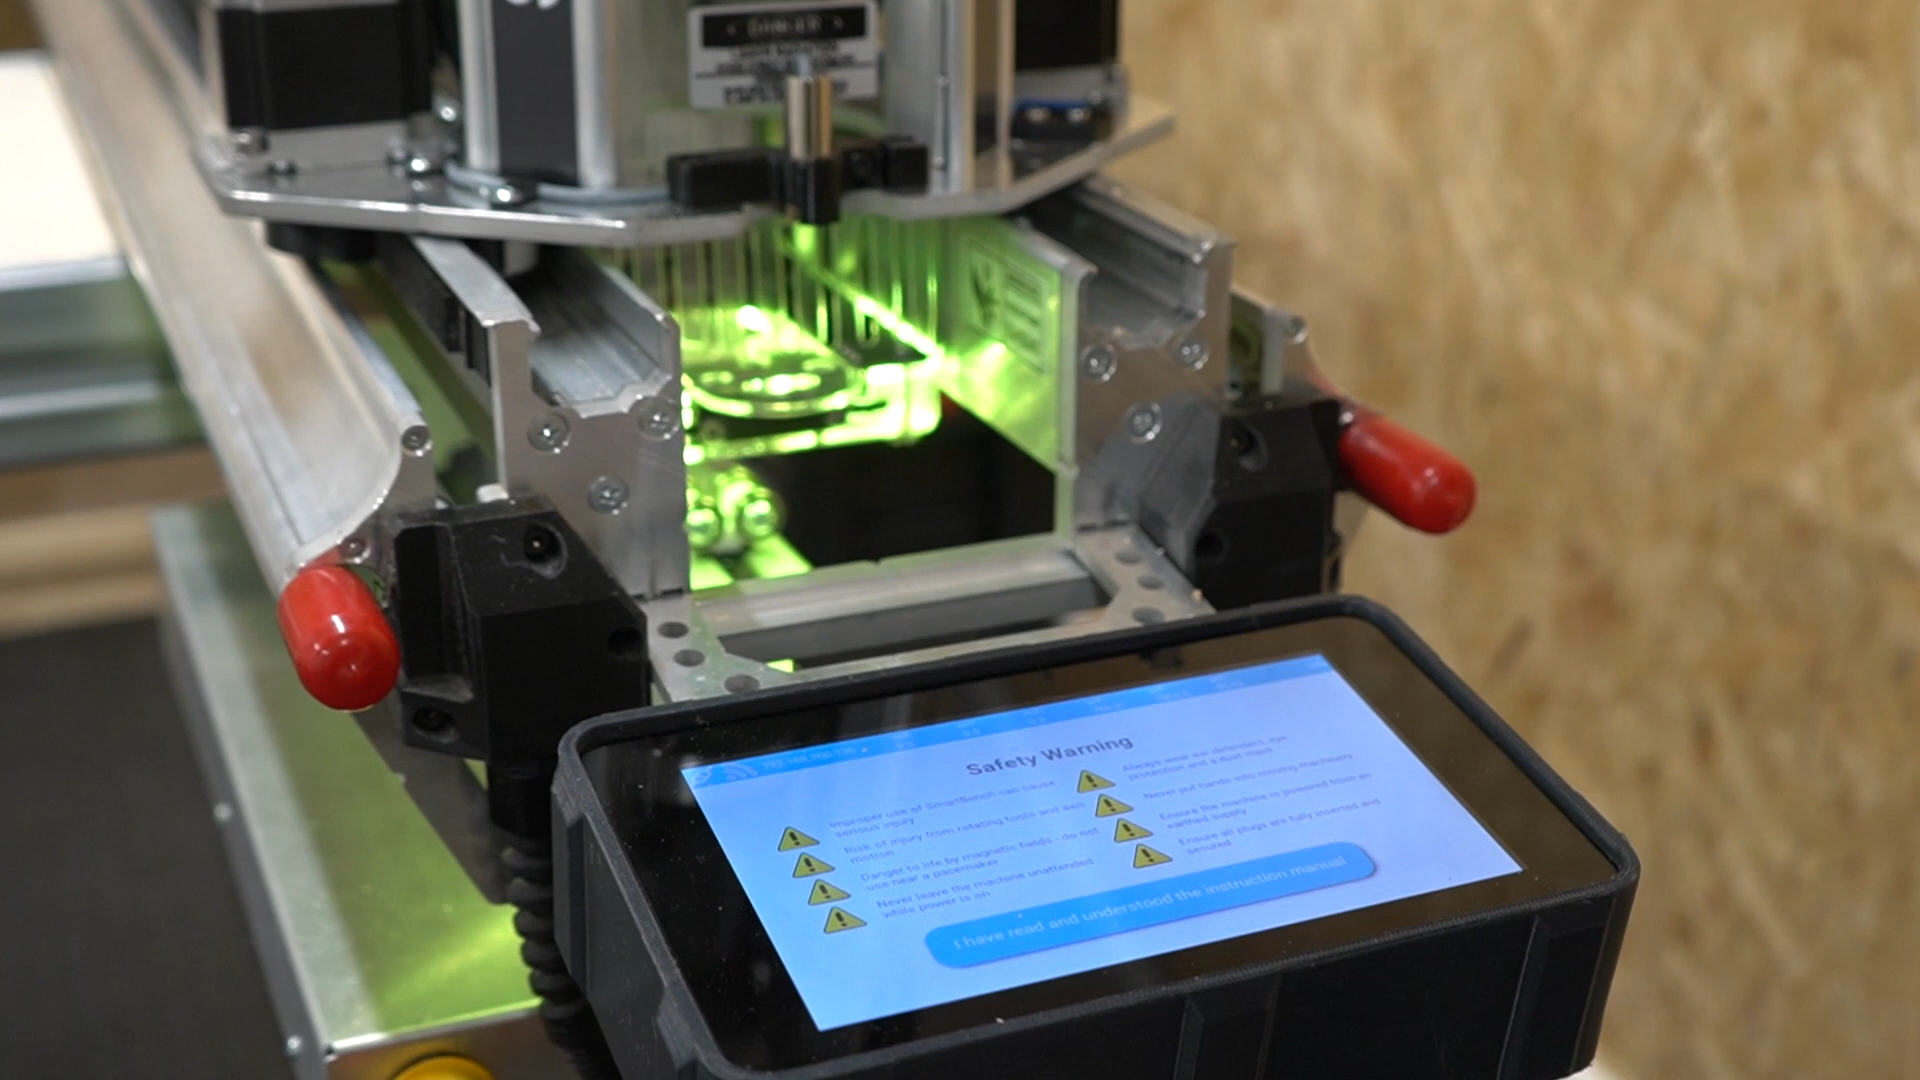 DANGER
Safety Warning
Improper use of SmartBench can cause
serious injury
Risk of injury from rotating tools and axis
motion
Danger to life by magnetic fields - do not
use near a pacemaker
Never leave the machine unattended
while power is on
Always wear ear defenders, eye
protection and a dust mask
Never put hands into moving machinery
Ensure the machine is powered from an
earthed supply
Ensure all plugs are fully inserted and
secured
I have read and understood the instruction manual